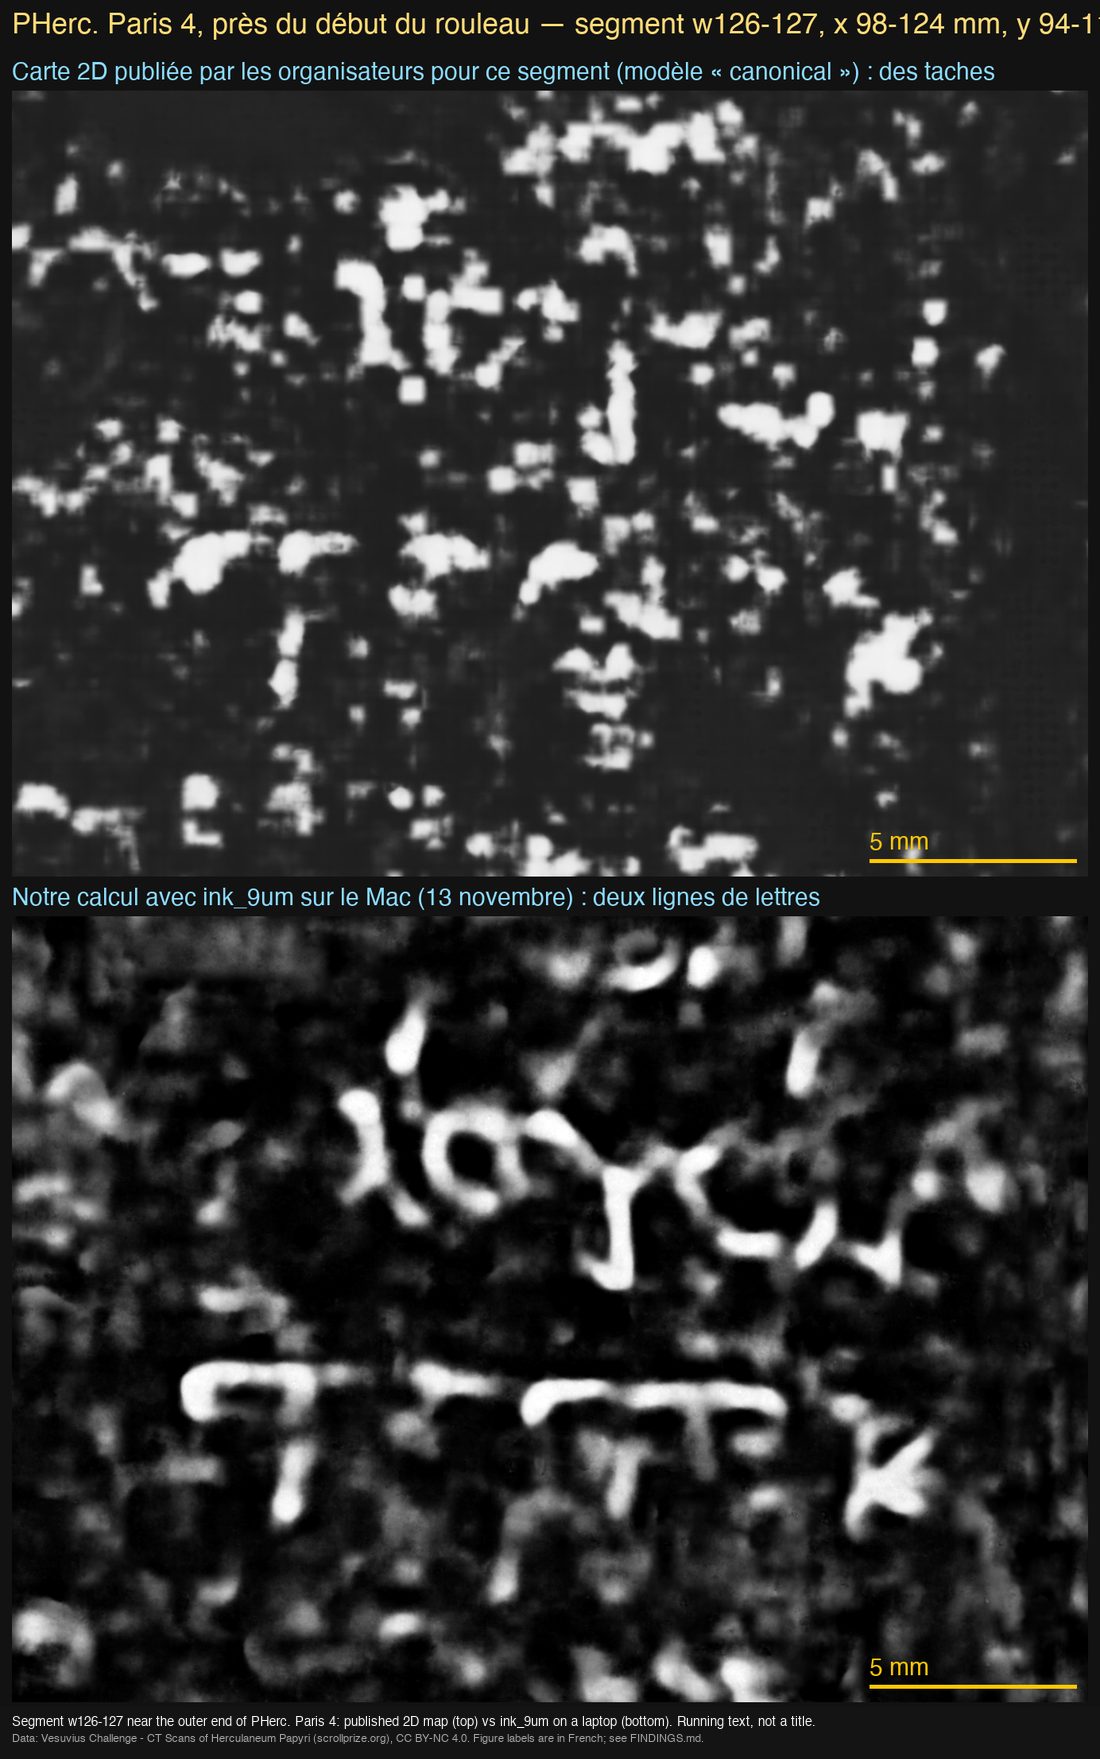 PHerc. Paris 4, près du début du rouleau — segment w126-127, x 98-124 mm, y 94-1
Carte 2D publiée par les organisateurs pour ce segment (modèle « canonical ») : des taches
5 mm
Notre calcul avec ink_9um sur le Mac (13 novembre) : deux lignes de lettres
5 mm
Segment w126-127 near the outer end of PHerc. Paris 4: published 2D map (top) vs ink_9um on a laptop (bottom). Running text, not a title.
Data: Vesuvius Challenge - CT Scans of Herculaneum Papyri (scrollprize.org), CC BY-NC 4.0. Figure labels are in French; see FINDINGS.md.